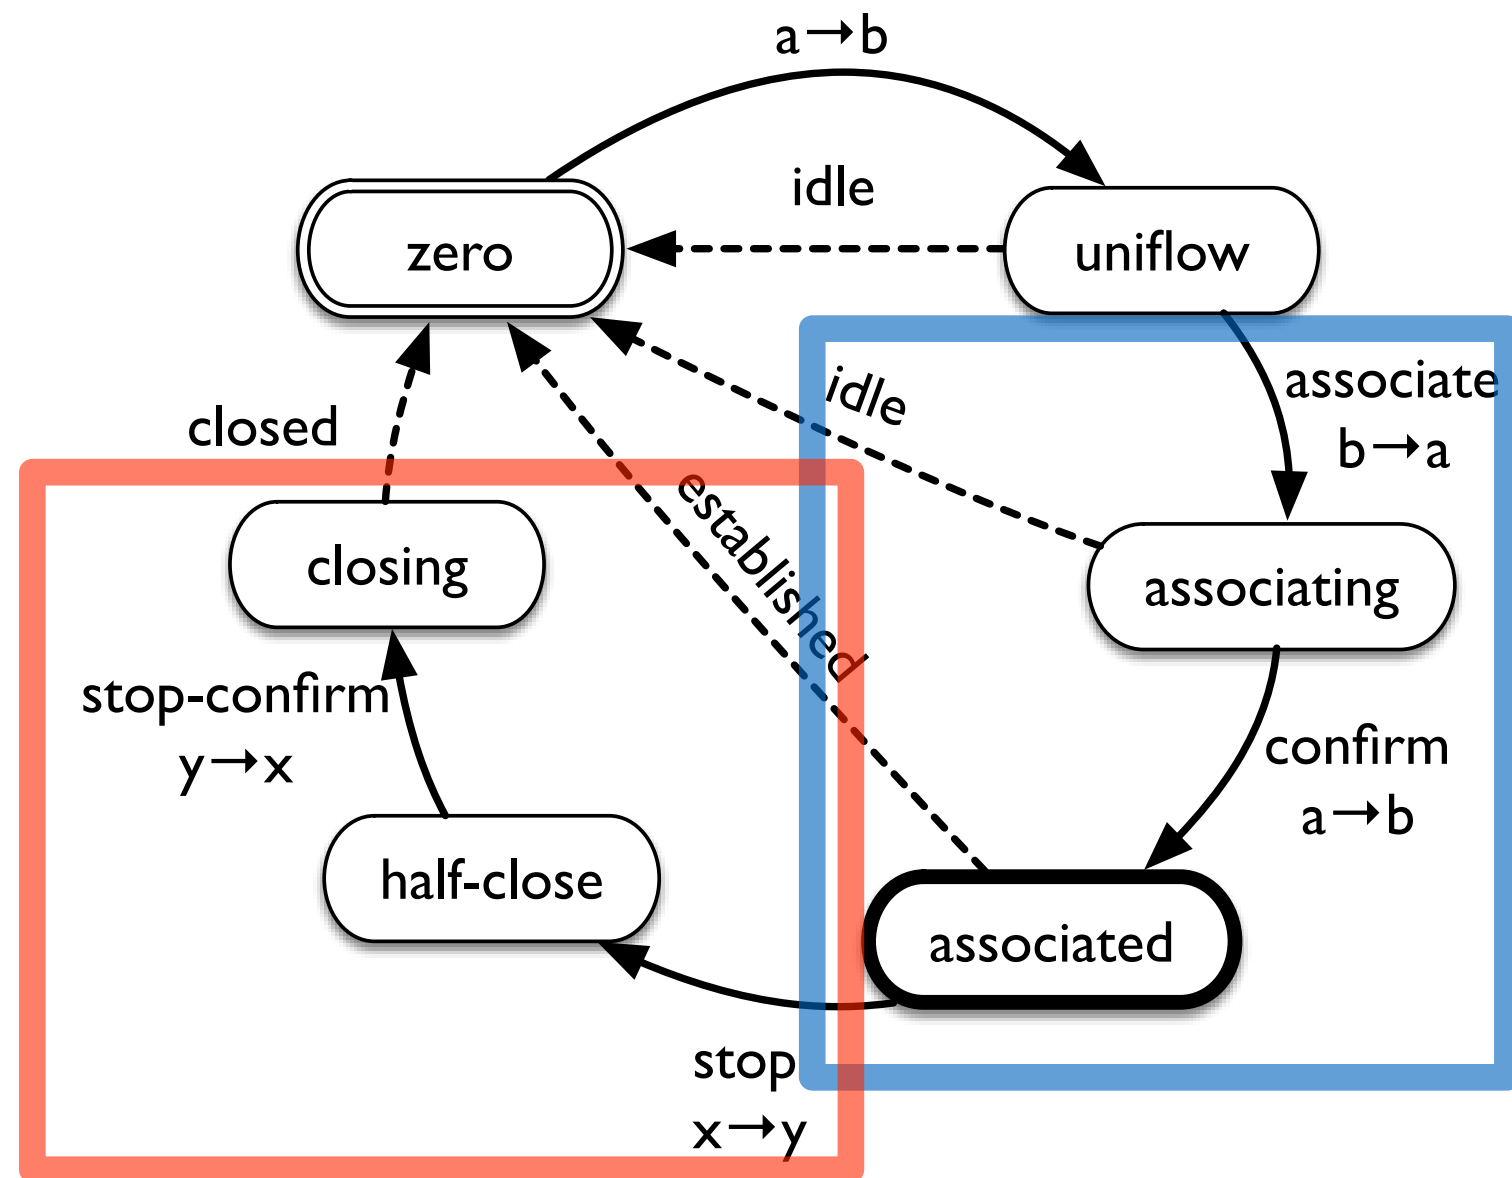 a→b
idle
zero
uniflow
associate
b→a
idle
closed
established
closing
associating
stop-confirm
y→x
confirm
a→b
half-close
associated
stop
x→y